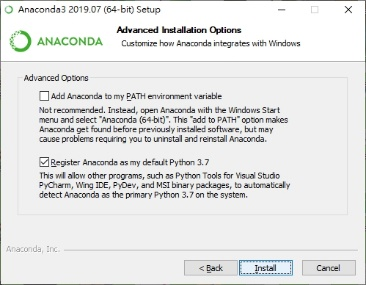 Anaconda3 2019.07 (64-bit) Setup
ANACONDA
Advanced Installation Options
Customize how Anaconda integrates with Windows
Advanced Options
Add Anaconda to my PATH environment variable
Not recommended. Instead, open Anaconda with the Windows Start
menu and select "Anaconda (64-bit)". This "add to PATH" option makes
Anaconda get found before previously installed software, but may
cause problems requiring you to uninstall and reinstall Anaconda.
Register Anaconda as my default Python 3.7
This will allow other programs, such as Python Tools for Visual Studio
PyCharm, Wing IDE, PyDev, and MSI binary packages, to automatically
detect Anaconda as the primary Python 3.7 on the system.
Anaconda, Inc.
< Back
Install
Cancel